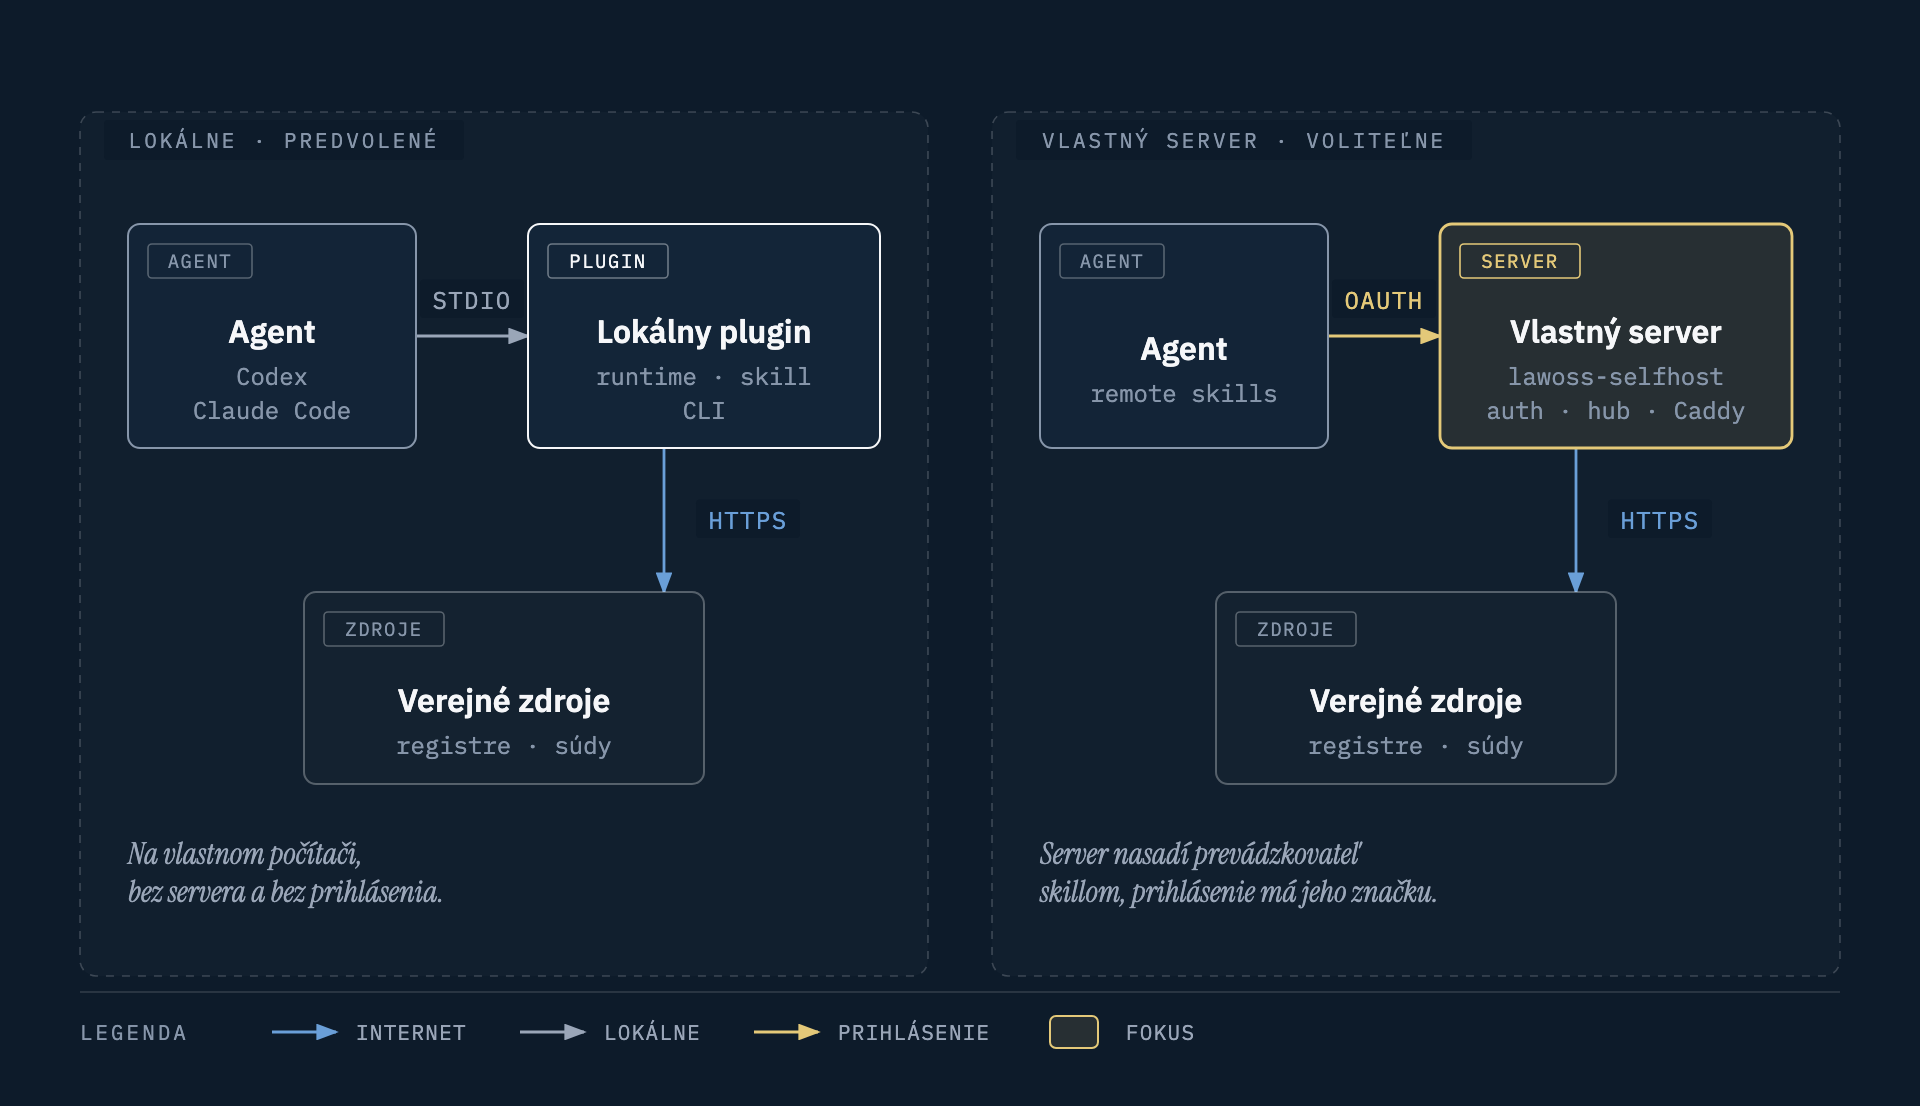 LOKÁLNE · PREDVOLENÉ
AGENT
Agent
Codex
Claude Code
STDIO
PLUGIN
Lokálny plugin
runtime · skill
CLI
HTTPS
ZDROJE
Verejné zdroje
registre · súdy
Na vlastnom počítači,
bez servera a bez prihlásenia.
VLASTNÝ SERVER · VOLITEĽNE
AGENT
Agent
remote skills
OAUTH
SERVER
Vlastný server
lawoss-selfhost
auth · hub · Caddy
HTTPS
ZDROJE
Verejné zdroje
registre · súdy
Server nasadí prevádzkovateľ
skillom, prihlásenie má jeho značku.
LEGENDA
INTERNET
LOKÁLNE
PRIHLÁSENIE
FOKUS